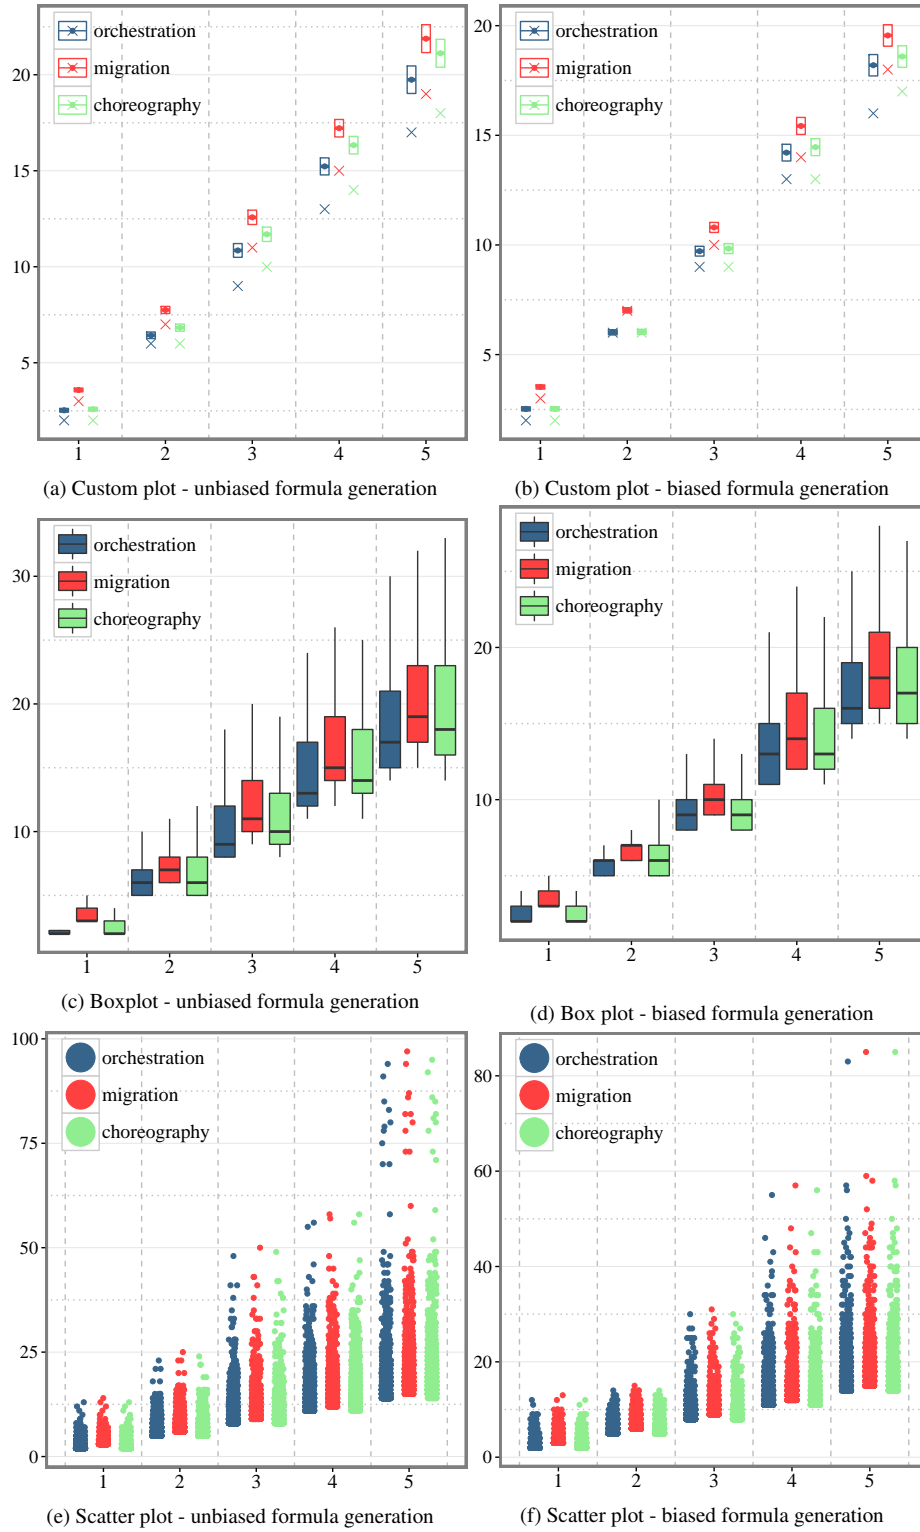 orchestration
migration
choreography
20
15
10
5
1 2 3 4 5
(a) Custom plot - unbiased formula generation
orchestration
migration
choreography
20
15
10
5
1 2 3 4 5
(b) Custom plot - biased formula generation
orchestration
migration
choreography
30
20
10
1 2 3 4 5
(c) Boxplot - unbiased formula generation
orchestration
migration
choreography
20
10
1 2 3 4 5
(d) Box plot - biased formula generation
orchestration
migration
choreography
100
75
50
25
0
1 2 3 4 5
(e) Scatter plot - unbiased formula generation
orchestration
migration
choreography
80
60
40
20
0
1 2 3 4 5
(f) Scatter plot - biased formula generation